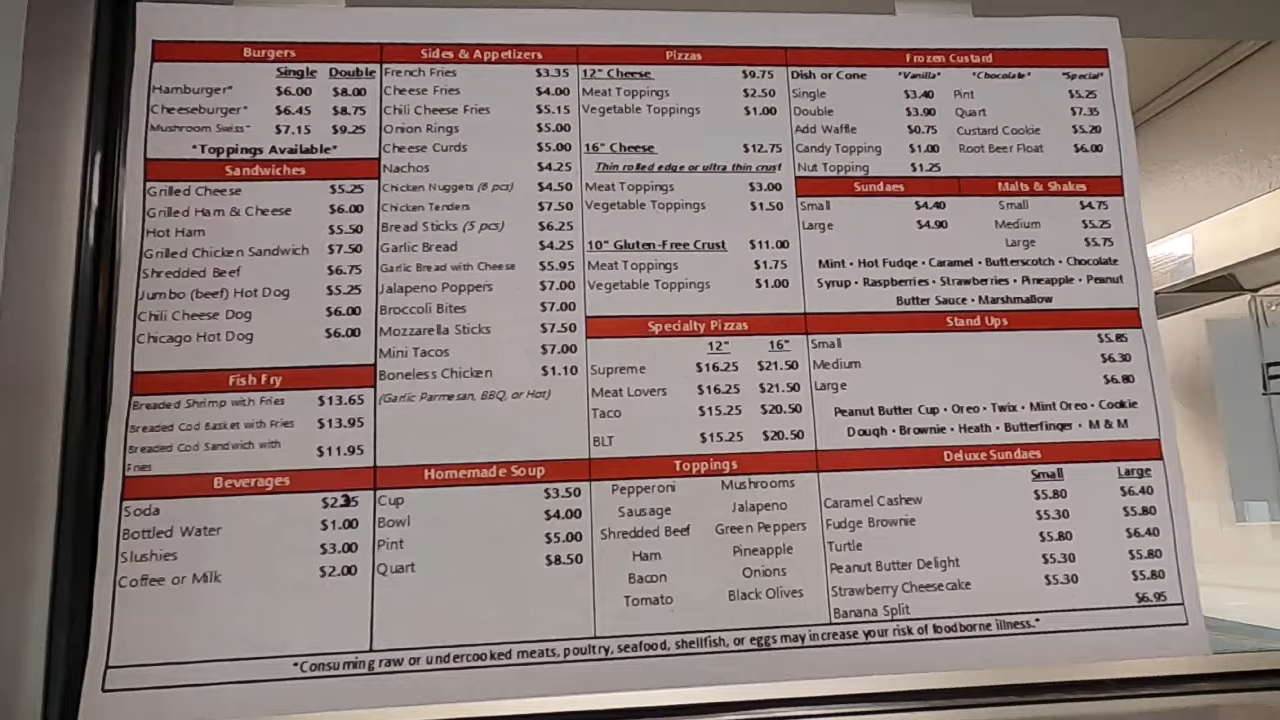 Burgers
Single Double
Hamburger* $6.00 $8.00
Cheeseburger* $6.45 $8.75
Mushroom Swiss* $7.15 $9.25
*Toppings Available*
Sandwiches
Grilled Cheese $5.25
Grilled Ham & Cheese $6.00
Hot Ham $5.50
Grilled Chicken Sandwich $7.50
Shredded Beef $6.75
Jumbo (beef) Hot Dog $5.25
Chili Cheese Dog $6.00
Chicago Hot Dog $6.00
Fish Fry
Breaded Shrimp with Fries $13.65
Breaded Cod Basket with Fries $13.95
Breaded Cod Sandwich with
Fries $11.95
Beverages
Soda
Bottled Water $1.00
Slushies $3.00
Coffee or Milk $2.00
Sides & Appetizers
French Fries $3.35
Cheese Fries $4.00
Chili Cheese Fries $5.15
Onion Rings $5.00
Cheese Curds $5.00
Nachos $4.25
Chicken Nuggets (6 pcs) $4.50
Chicken Tenders $7.50
Bread Sticks (5 pcs) $6.25
Garlic Bread $4.25
Garlic Bread with Cheese $5.95
Jalapeno Poppers $7.00
Broccoli Bites $7.00
Mozzarella Sticks $7.50
Mini Tacos $7.00
Boneless Chicken $1.10
(Garlic Parmesan, BBQ, or Hot)
Homemade Soup
Cup $3.50
Bowl $4.00
Pint $5.00
Quart $8.50
Pizzas
12" Cheese $9.75
Meat Toppings $2.50
Vegetable Toppings $1.00
16" Cheese $12.75
Thin rolled edge or ultra thin crust
Meat Toppings $3.00
Vegetable Toppings $1.50
10" Gluten-Free Crust $11.00
Meat Toppings $1.75
Vegetable Toppings $1.00
Specialty Pizzas
12" 16"
Supreme $16.25 $21.50
Meat Lovers $16.25 $21.50
Taco $15.25 $20.50
BLT $15.25 $20.50
Toppings
Pepperoni Mushrooms
Sausage Jalapeno
Shredded Beef Green Peppers
Ham Pineapple
Bacon Onions
Tomato Black Olives
Frozen Custard
Dish or Cone *Vanilla* *Chocolate* *Special*
Single $3.40 Pint $5.25
Double $3.90 Quart $7.35
Add Waffle $0.75 Custard Cookie $5.20
Candy Topping $1.00 Root Beer Float $6.00
Nut Topping $1.25
Sundaes
Small $4.40
Large $4.90
Malts & Shakes
Small $4.75
Medium $5.25
Large $5.75
Mint • Hot Fudge • Caramel • Butterscotch • Chocolate
Syrup • Raspberries • Strawberries • Pineapple • Peanut
Butter Sauce • Marshmallow
Stand Ups
Small $5.85
Medium $6.30
Large $6.80
Peanut Butter Cup • Oreo • Twix • Mint Oreo • Cookie
Dough • Brownie • Heath • Butterfinger • M & M
Deluxe Sundaes
Small Large
Caramel Cashew $5.80 $6.40
Fudge Brownie $5.30 $5.80
Turtle $5.80 $6.40
Peanut Butter Delight $5.30 $5.80
Strawberry Cheesecake $5.30 $5.80
Banana Split $6.95
*Consuming raw or undercooked meats, poultry, seafood, shellfish, or eggs may increase your risk of foodborne illness.*